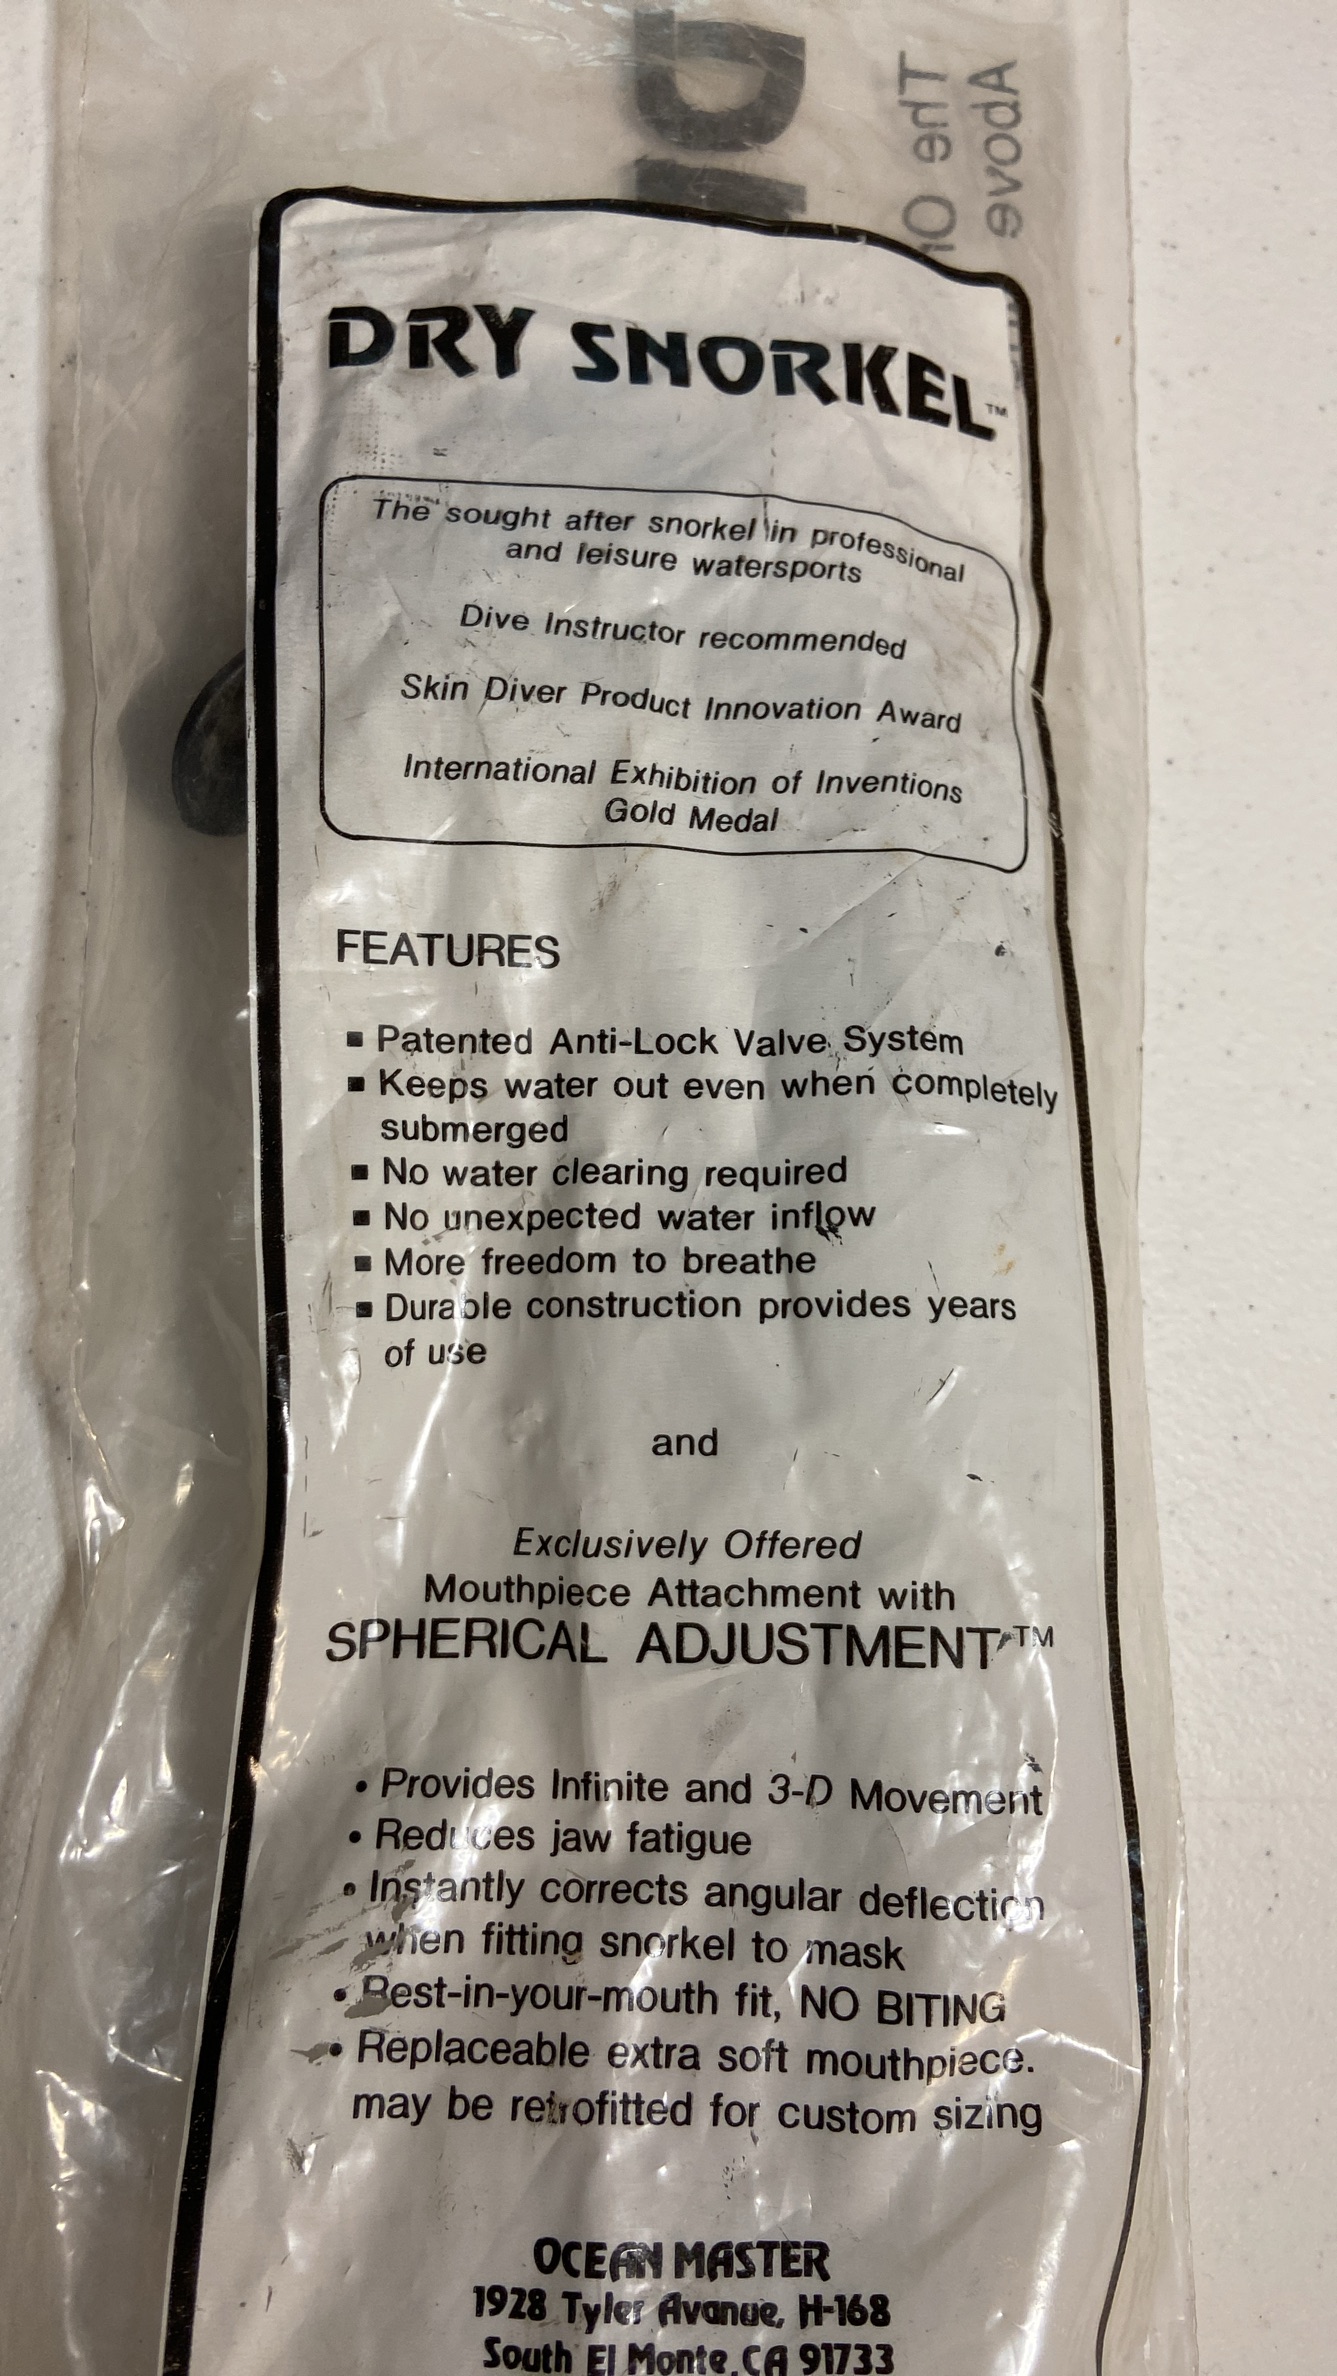 The On
Above
DRY SNORKEL™
The sought after snorkel in professional
and leisure watersports
Dive Instructor recommended
Skin Diver Product Innovation Award
International Exhibition of Inventions
Gold Medal
FEATURES
▪ Patented Anti-Lock Valve System
▪ Keeps water out even when completely
submerged
▪ No water clearing required
▪ No unexpected water inflow
▪ More freedom to breathe
▪ Durable construction provides years
of use
and
Exclusively Offered
Mouthpiece Attachment with
SPHERICAL ADJUSTMENT™
• Provides Infinite and 3-D Movement
• Reduces jaw fatigue
• Instantly corrects angular deflection
when fitting snorkel to mask
• Rest-in-your-mouth fit, NO BITING
• Replaceable extra soft mouthpiece.
may be retrofitted for custom sizing
OCEAN MASTER
1928 Tyler Avanue, H-168
South El Monte, CA 91733